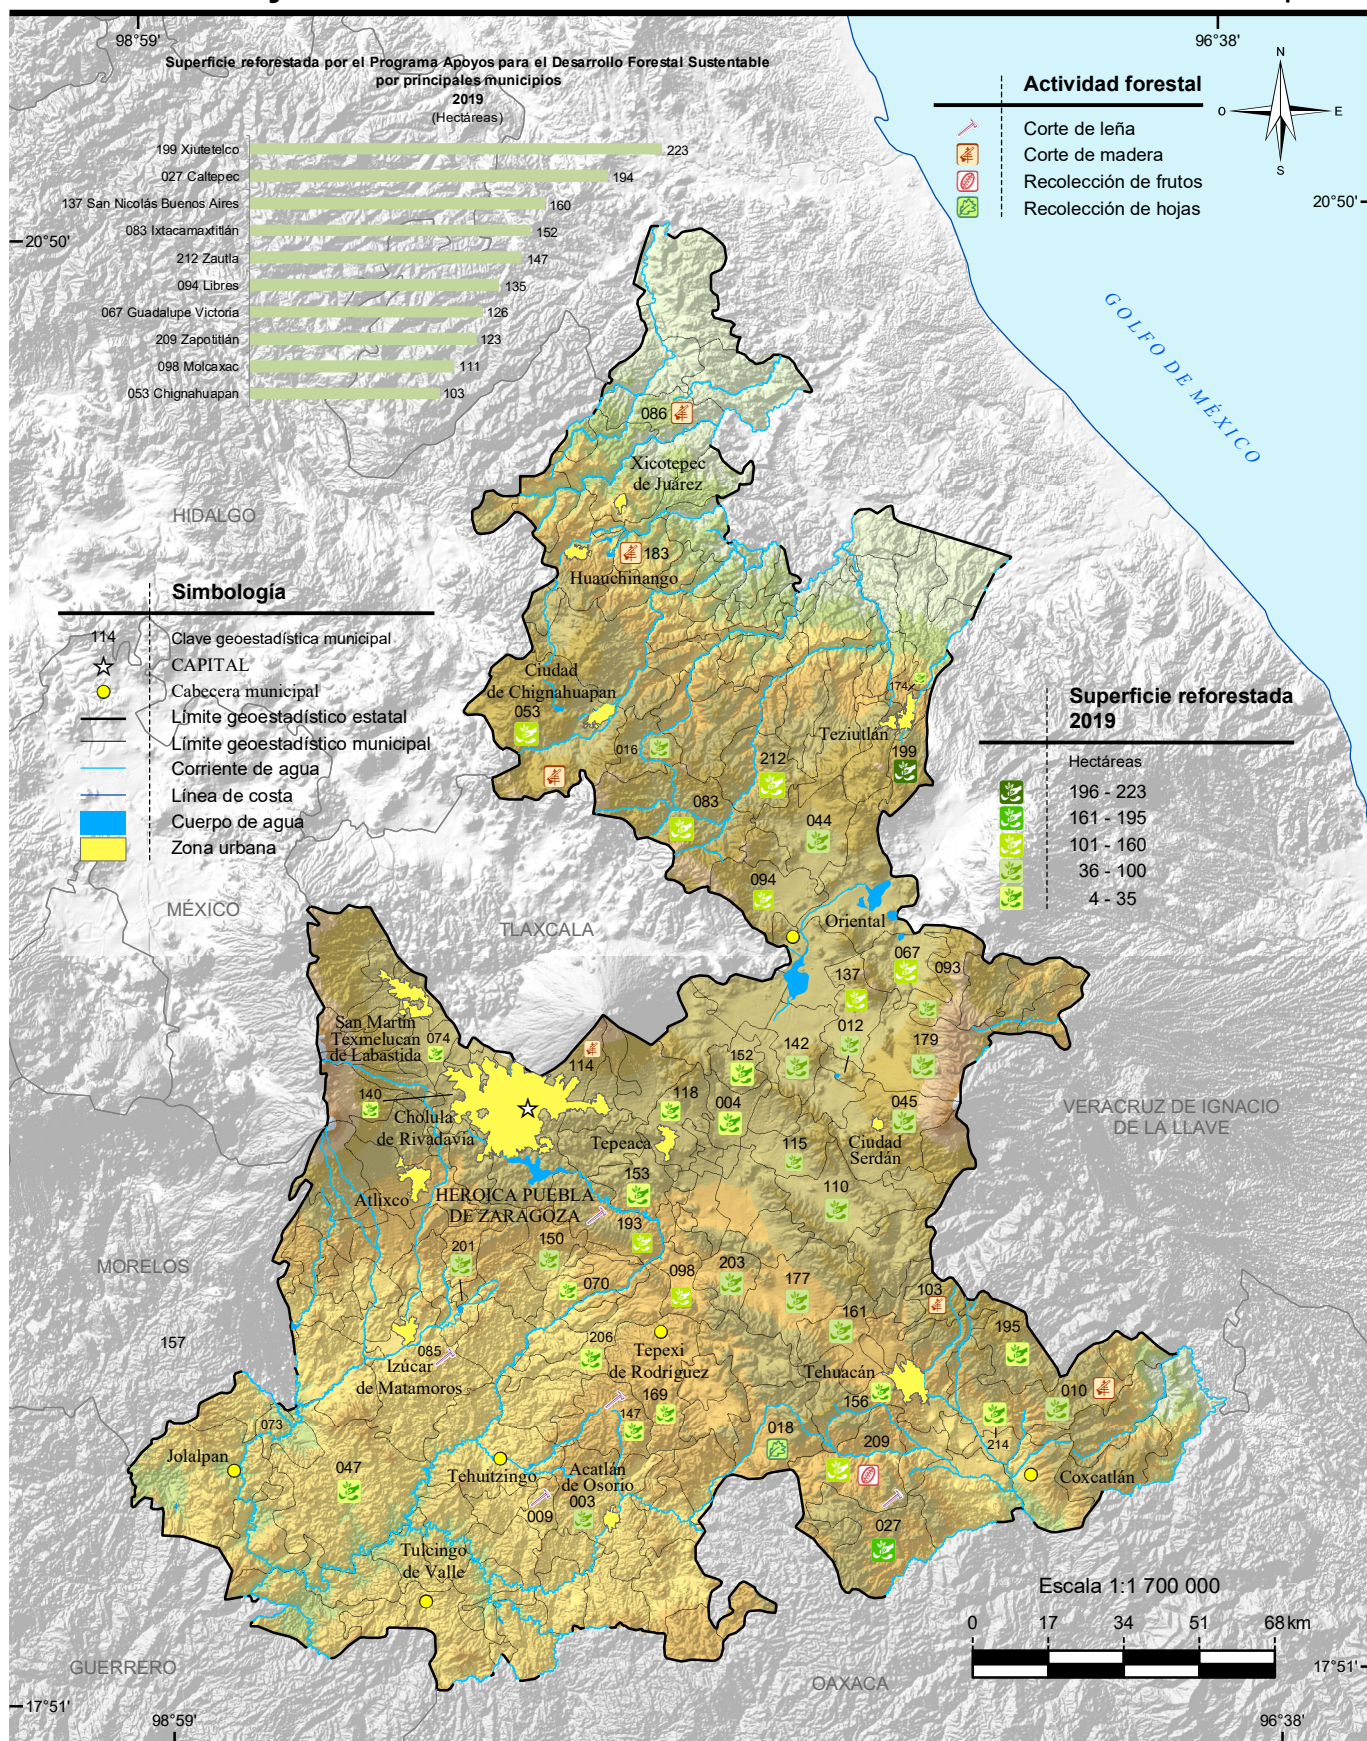 98°59'
96°38'
Superficie reforestada por el Programa Apoyos para el Desarrollo Forestal Sustentable
por principales municipios
2019
(Hectáreas)
199 Xiutetelco 223
027 Caltepec 194
137 San Nicolás Buenos Aires 160
083 Ixtacamaxtitlán 152
212 Zautla 147
094 Libres 135
067 Guadalupe Victoria 126
209 Zapotitlán 123
098 Molcaxac 111
053 Chignahuapan 103
Actividad forestal
Corte de leña
Corte de madera
Recolección de frutos
Recolección de hojas
N
O
E
S
20°50'
20°50'
GOLFO DE MÉXICO
086
Xicotepec
de Juárez
HIDALGO
183
Huauchinango
Simbología
114 Clave geoestadística municipal
CAPITAL
Cabecera municipal
Límite geoestadístico estatal
Límite geoestadístico municipal
Corriente de agua
Línea de costa
Cuerpo de agua
Zona urbana
Ciudad
de Chignahuapan
053
174
Teziutlán
016
212
199
083
044
094
Superficie reforestada
2019
Hectáreas
196 - 223
161 - 195
101 - 160
36 - 100
4 - 35
MÉXICO
TLAXCALA
Oriental
067
093
137
San Martín
Texmelucan
de Labastida
074
114
012
142
179
152
140
118
004
045
Cholula
de Rivadavia
Tepeaca
Ciudad
Serdán
VERACRUZ DE IGNACIO
DE LA LLAVE
115
153
110
Atlixco
HEROICA PUEBLA
DE ZARAGOZA
193
201
150
MORELOS
070
098
203
177
103
161
195
157
206
085
Izúcar
de Matamoros
Tepexi
de Rodríguez
Tehuacán
169
156
010
073
147
018
209
214
Jolalpan
047
Tehuitzingo
Acatlán
de Osorio
003
009
Coxcatlán
027
Tulcingo
de Valle
Escala 1:1 700 000
0 17 34 51 68 km
GUERRERO
OAXACA
17°51'
17°51'
98°59'
96°38'